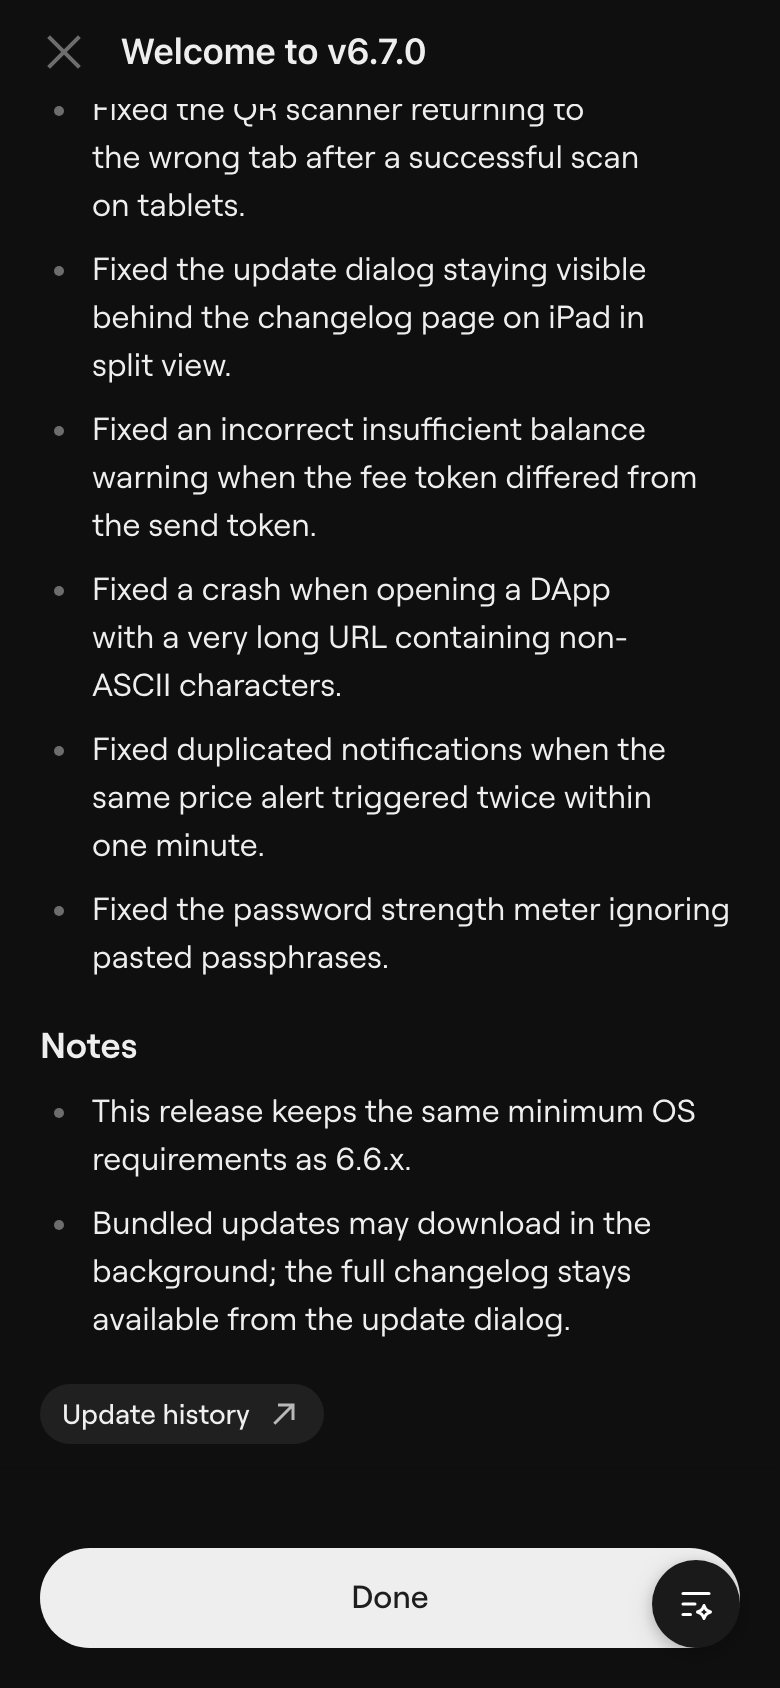 Welcome to v6.7.0
Fixed the QR scanner returning to
the wrong tab after a successful scan
on tablets.
Fixed the update dialog staying visible
behind the changelog page on iPad in
split view.
Fixed an incorrect insufficient balance
warning when the fee token differed from
the send token.
Fixed a crash when opening a DApp
with a very long URL containing non-
ASCII characters.
Fixed duplicated notifications when the
same price alert triggered twice within
one minute.
Fixed the password strength meter ignoring
pasted passphrases.
Notes
This release keeps the same minimum OS
requirements as 6.6.x.
Bundled updates may download in the
background; the full changelog stays
available from the update dialog.
Update history
Done